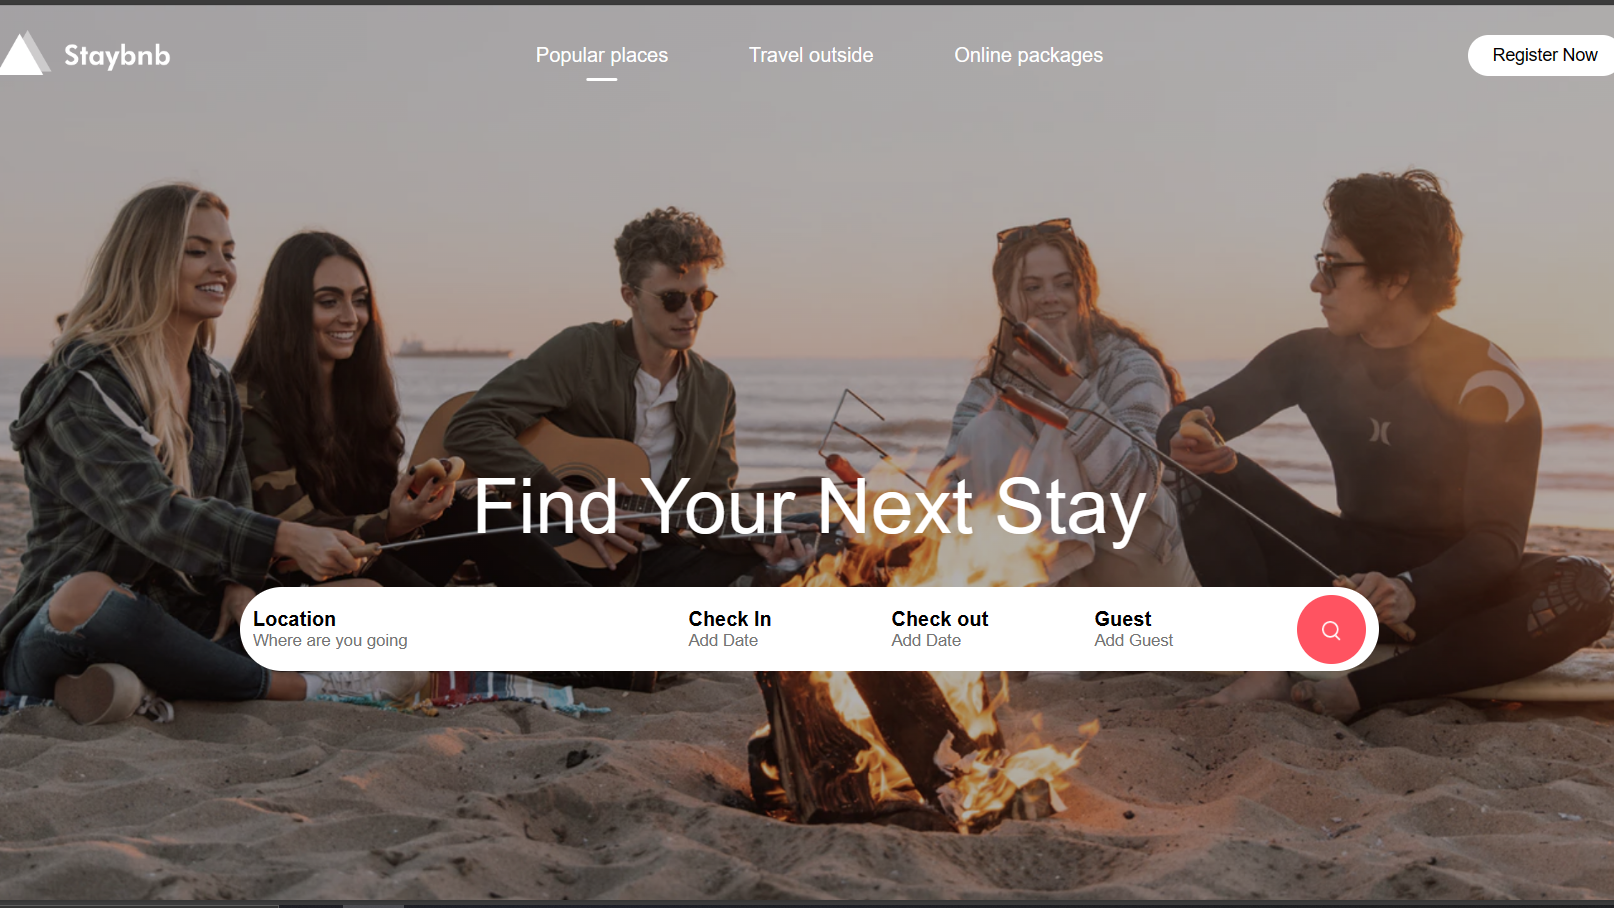 Staybnb
Popular places
Travel outside
Online packages
Register Now
Find Your Next Stay
Location
Where are you going
Check In
Add Date
Check out
Add Date
Guest
Add Guest